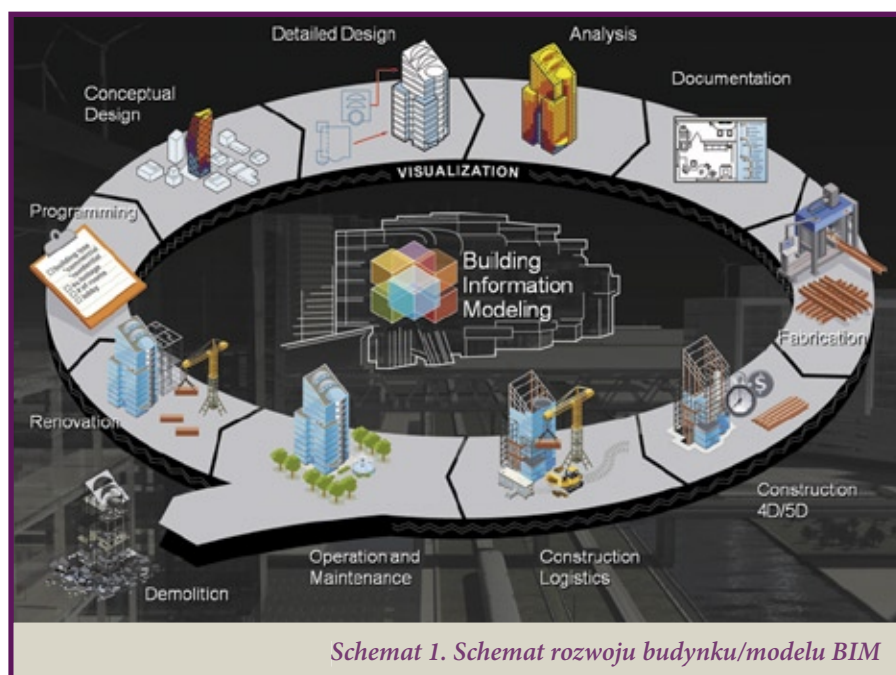 Detailed Design
Analysis
Conceptual
Design
Documentation
VISUALIZATION
Programming
Building
Information
Modeling
Fabrication
Renovation
Construction
4D/5D
Operation and
Maintenance
Construction
Logistics
Demolition
Schemat 1. Schemat rozwoju budynku/modelu BIM